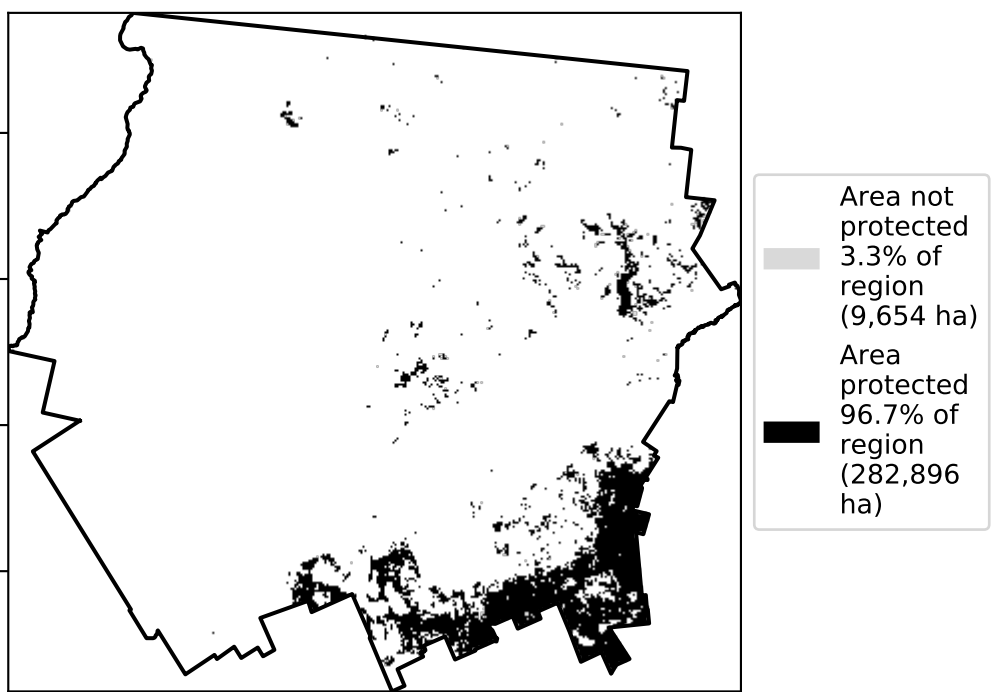 Area not
protected
3.3% of
region
(9,654 ha)
Area
protected
96.7% of
region
(282,896
ha)